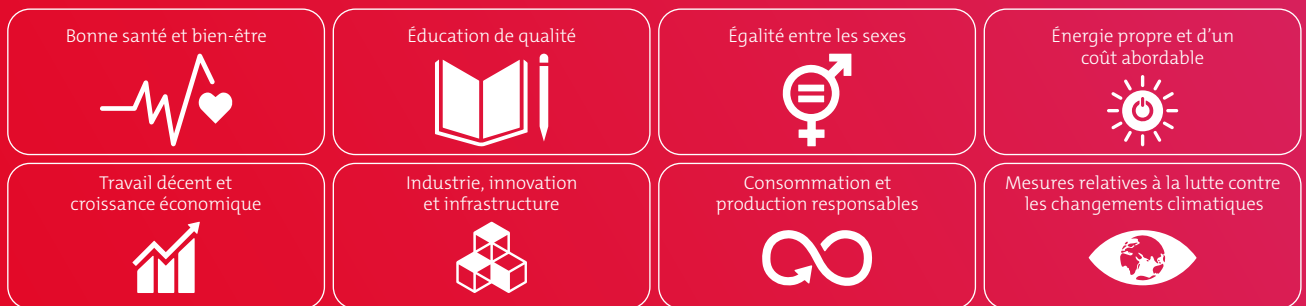 Bonne santé et bien-être
Éducation de qualité
Égalité entre les sexes
Énergie propre et d’un
coût abordable
Travail décent et
croissance économique
Industrie, innovation
et infrastructure
Consommation et
production responsables
Mesures relatives à la lutte contre
les changements climatiques